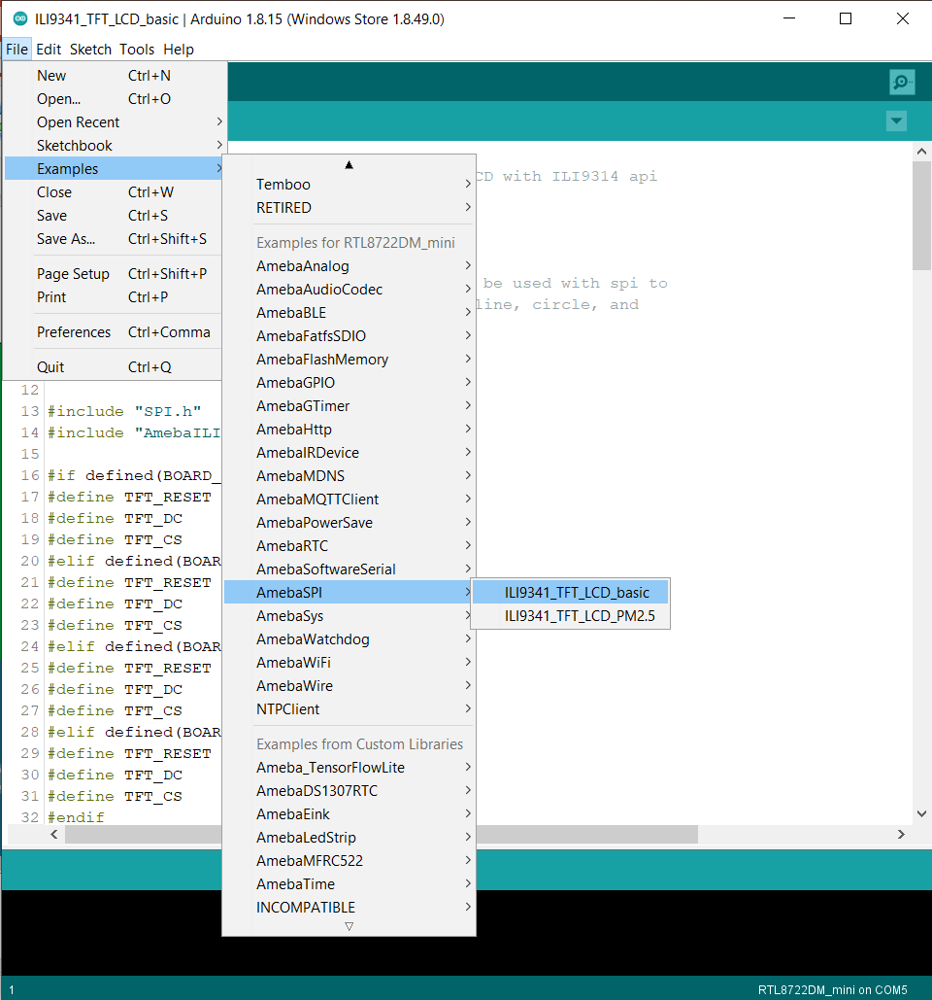 ILI9341_TFT_LCD_basic | Arduino 1.8.15 (Windows Store 1.8.49.0)
File Edit Sketch Tools Help
New Ctrl+N
Open... Ctrl+O
Open Recent
Sketchbook
Examples
Close Ctrl+W
Save Ctrl+S
Save As... Ctrl+Shift+S
Page Setup Ctrl+Shift+P
Print Ctrl+P
Preferences Ctrl+Comma
Quit Ctrl+Q
Temboo
RETIRED
Examples for RTL8722DM_mini
AmebaAnalog
AmebaAudioCodec
AmebaBLE
AmebaFatfsSDIO
AmebaFlashMemory
AmebaGPIO
AmebaGTimer
AmebaHttp
AmebaIRDevice
AmebaMDNS
AmebaMQTTClient
AmebaPowerSave
AmebaRTC
AmebaSoftwareSerial
AmebaSPI
AmebaSys
AmebaWatchdog
AmebaWiFi
AmebaWire
NTPClient
Examples from Custom Libraries
Ameba_TensorFlowLite
AmebaDS1307RTC
AmebaEink
AmebaLedStrip
AmebaMFRC522
AmebaTime
INCOMPATIBLE
ILI9341_TFT_LCD_basic
ILI9341_TFT_LCD_PM2.5
CD with ILI9314 api
be used with spi to
line, circle, and
12
13 #include "SPI.h"
14 #include "AmebaILI
15
16 #if defined(BOARD_
17 #define TFT_RESET
18 #define TFT_DC
19 #define TFT_CS
20 #elif defined(BOAR
21 #define TFT_RESET
22 #define TFT_DC
23 #define TFT_CS
24 #elif defined(BOAR
25 #define TFT_RESET
26 #define TFT_DC
27 #define TFT_CS
28 #elif defined(BOAR
29 #define TFT_RESET
30 #define TFT_DC
31 #define TFT_CS
32 #endif
1
RTL8722DM_mini on COM5